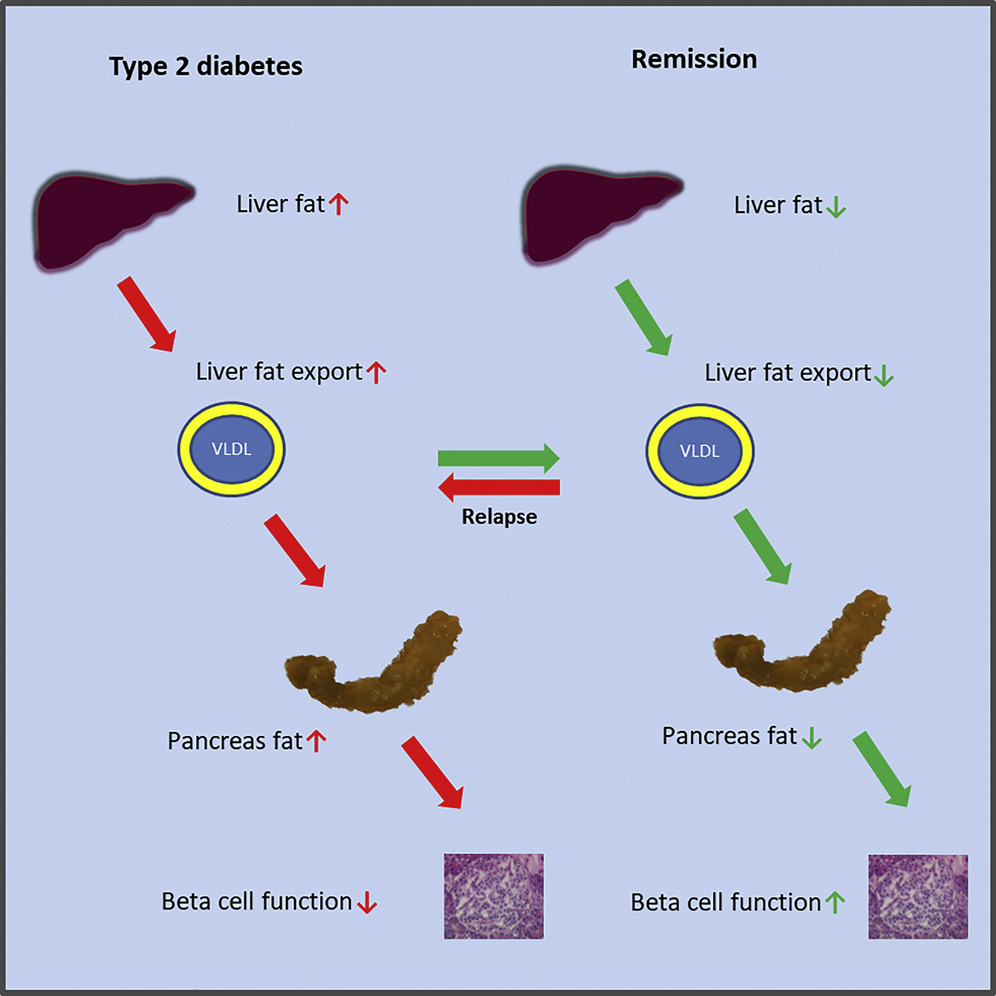 Type 2 diabetes
Remission
Liver fat↑
Liver fat↓
Liver fat export↑
Liver fat export↓
VLDL
VLDL
Relapse
Pancreas fat↑
Pancreas fat↓
Beta cell function↓
Beta cell function↑